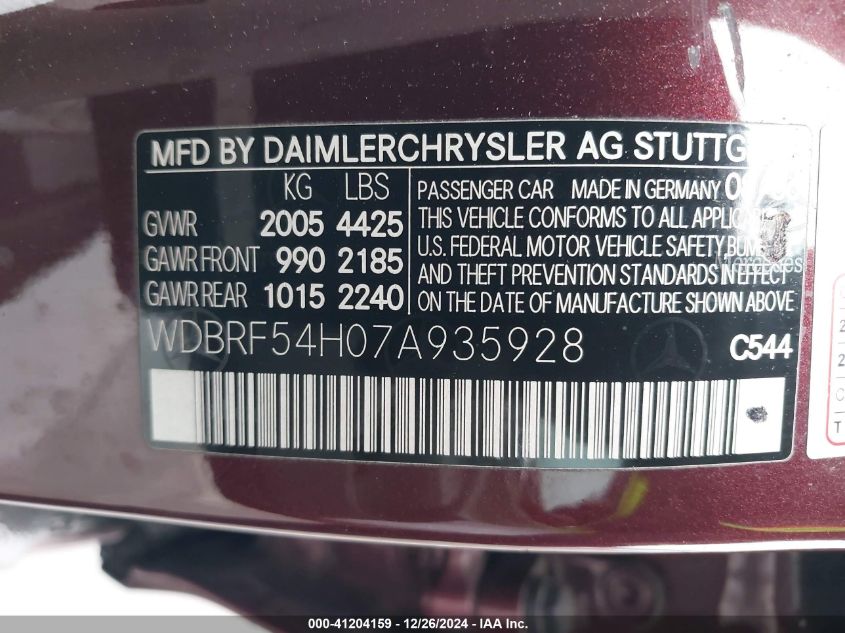 MFD BY DAIMLERCHRYSLER AG
KG LBS
GVWR 2005 4425
GAWR FRONT 990 2185
GAWR REAR 1015 2240
PASSENGER CAR MADE IN GERMANY
THIS VEHICLE CONFORMS TO ALL
U.S. FEDERAL MOTOR VEHICLE SAFETY
AND THEFT PREVENTION STANDARDS IN EFFECT
ON THE DATE OF MANUFACTURE SHOWN ABOVE
WDBRF54H07A935928 C544
000-41204159 - 12/26/2024 - IAA Inc.